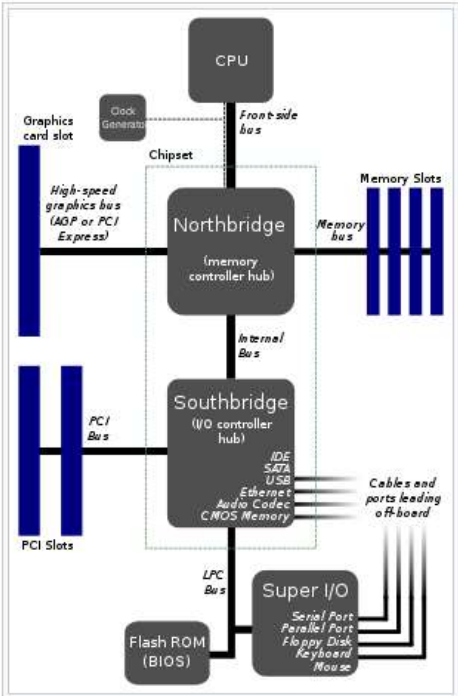 CPU
Clock
Generator
Front-side
bus
Graphics
card slot
Chipset
High-speed
graphics bus
(AGP or PCI
Express)
Northbridge
(memory
controller hub)
Memory
bus
Memory Slots
Internal
Bus
Southbridge
(I/O controller
hub)
PCI
Bus
IDE
SATA
USB
Ethernet
Audio Codec
CMOS Memory
Cables and
ports leading
off-board
PCI Slots
LPC
Bus
Super I/O
Serial Port
Parallel Port
Floppy Disk
Keyboard
Mouse
Flash ROM
(BIOS)